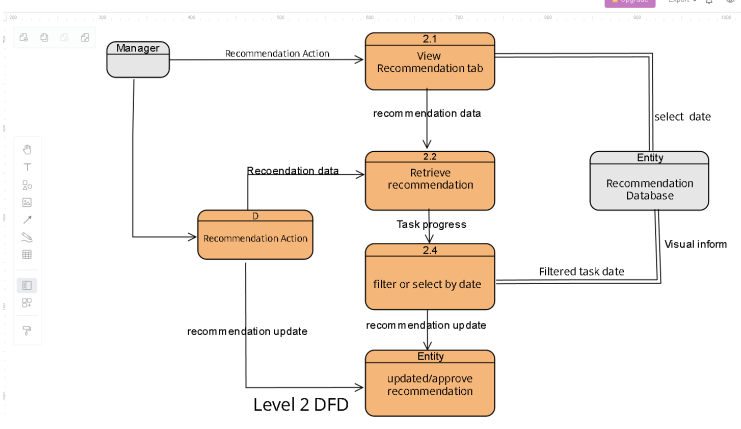 Upgrade
Export
Manager
Recommendation Action
2.1
View
Recommendation tab
recommendation data
select date
2.2
Retrieve
recommendation
Entity
Recommendation
Database
Recoendation data
D
Recommendation Action
Task progress
2.4
filter or select by date
Visual inform
Filtered task date
recommendation update
recommendation update
Entity
updated/approve
recommendation
Level 2 DFD